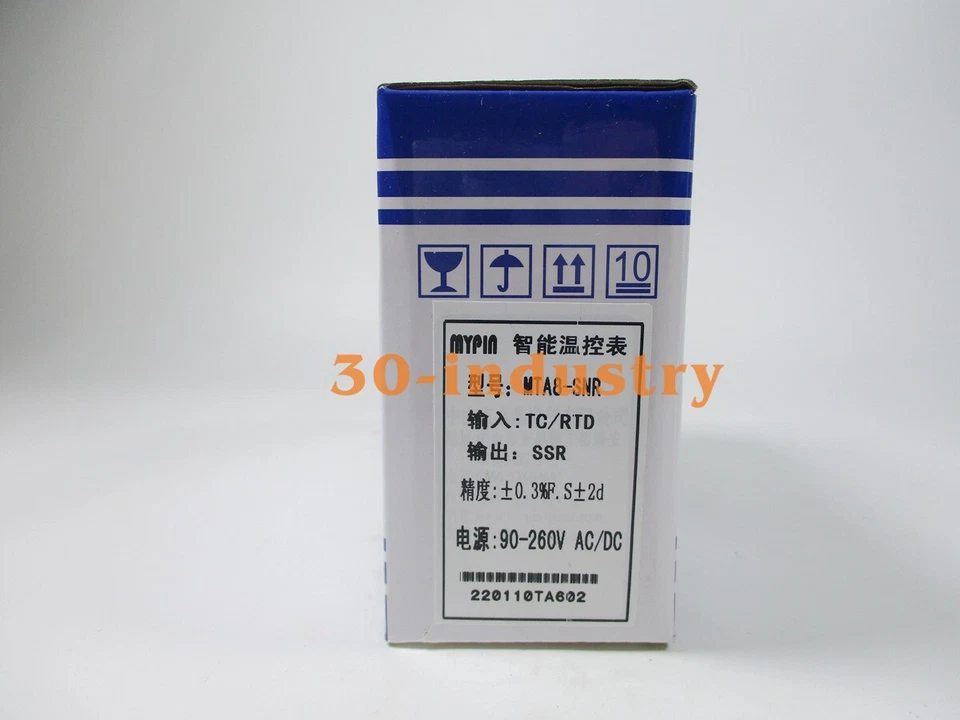 10
MYPIN 智能温控表
30-industry
型号: MTA8-SNR
输入: TC/RTD
输出: SSR
精度: ±0.3%F.S±2d
电源: 90-260V AC/DC
220110TA602